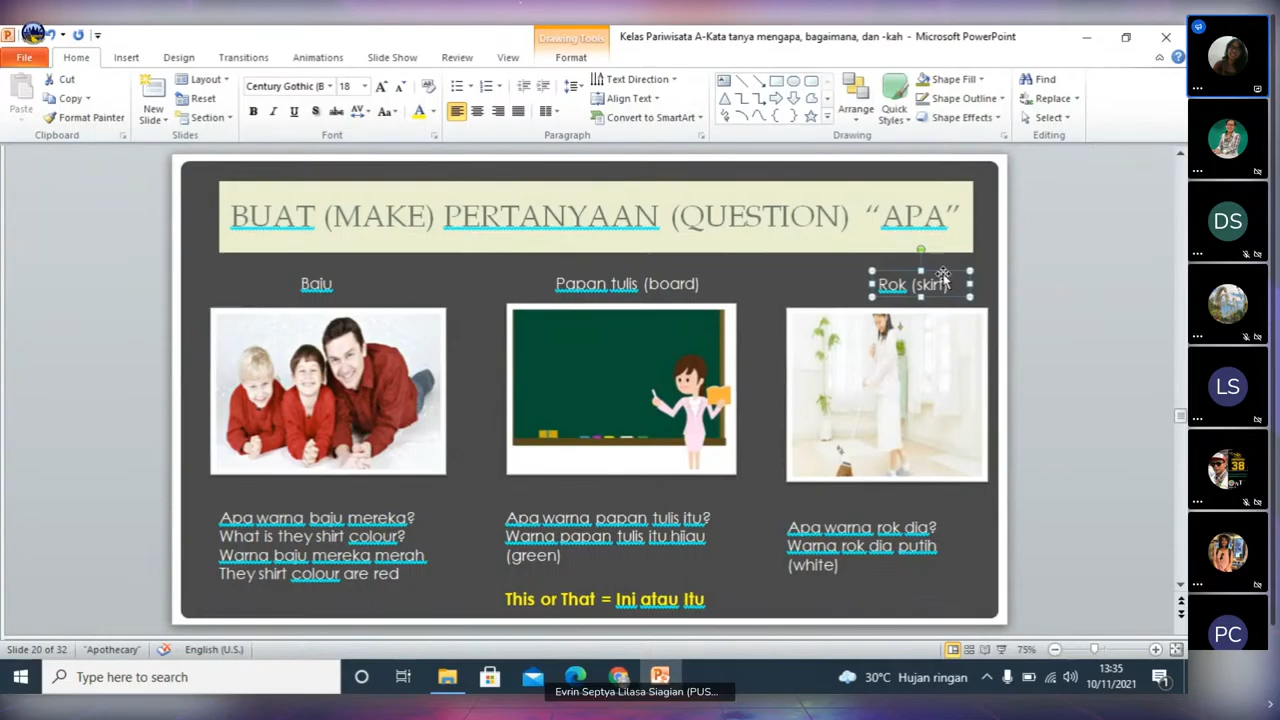 Kelas Pariwisata A-Kata tanya mengapa, bagaimana, dan -kah - Microsoft PowerPoint
Drawing Tools
File Home Insert Design Transitions Animations Slide Show Review View Format
Paste
Cut
Copy
Format Painter
Clipboard
New Slide
Layout
Reset
Section
Slides
Century Gothic (B 18
Font
Text Direction
Align Text
Convert to SmartArt
Paragraph
Arrange
Quick Styles
Shape Fill
Shape Outline
Shape Effects
Drawing
Find
Replace
Select
Editing
BUAT (MAKE) PERTANYAAN (QUESTION) “APA”
Baju
Papan tulis (board)
Rok (skirt)
Apa warna baju mereka?
What is they shirt colour?
Warna baju mereka merah
They shirt colour are red
Apa warna papan tulis itu?
Warna papan tulis itu hijau
(green)
Apa warna rok dia?
Warna rok dia putih
(white)
This or That = Ini atau Itu
DS
LS
38
PC
Slide 20 of 32 "Apothecary" English (U.S.) 75%
Type here to search
30°C Hujan ringan
13:35
10/11/2021
1
Evrin Septya Lilasa Siagian (PUS...